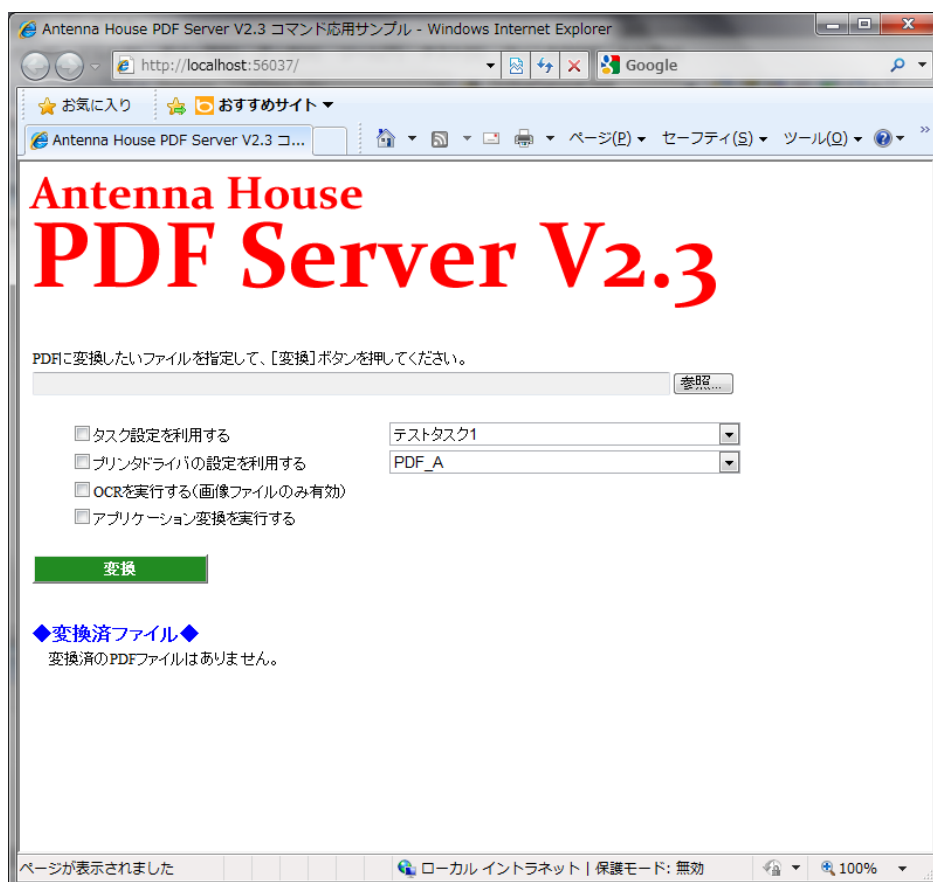 Antenna House PDF Server V2.3 コマンド応用サンプル - Windows Internet Explorer
http://localhost:56037/
Google
お気に入り おすすめサイト
Antenna House PDF Server V2.3 コ...
ページ(P) セーフティ(S) ツール(O)
Antenna House
PDF Server V2.3
PDFに変換したいファイルを指定して、[変換]ボタンを押してください。
参照...
タスク設定を利用する テストタスク1
プリンタドライバの設定を利用する PDF_A
OCRを実行する(画像ファイルのみ有効)
アプリケーション変換を実行する
変換
◆変換済ファイル◆
変換済のPDFファイルはありません。
ページが表示されました ローカル イントラネット | 保護モード: 無効 100%